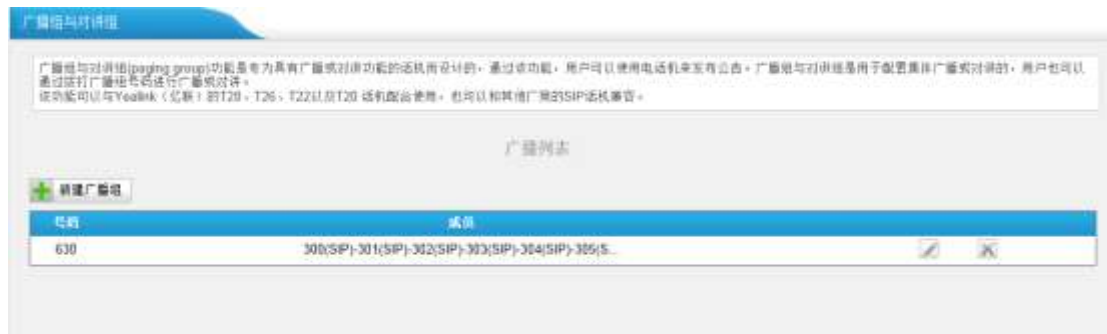 广播组与对讲组
广播组与对讲组(paging group)功能是专为具有广播或对讲功能的话机而设计的，通过该功能，用户可以使用电话机来发布公告。广播组与对讲组是用于配置集体广播或对讲的，用户也可以
通过拨打广播组号码进行广播或对讲。
该功能可以与Yealink（亿联）的T28、T26、T22以及T20 话机配合使用，也可以和其他厂商的SIP话机兼容。
广播列表
新建广播组
号码 成员
630 300(SIP)-301(SIP)-302(SIP)-303(SIP)-304(SIP)-305(S...